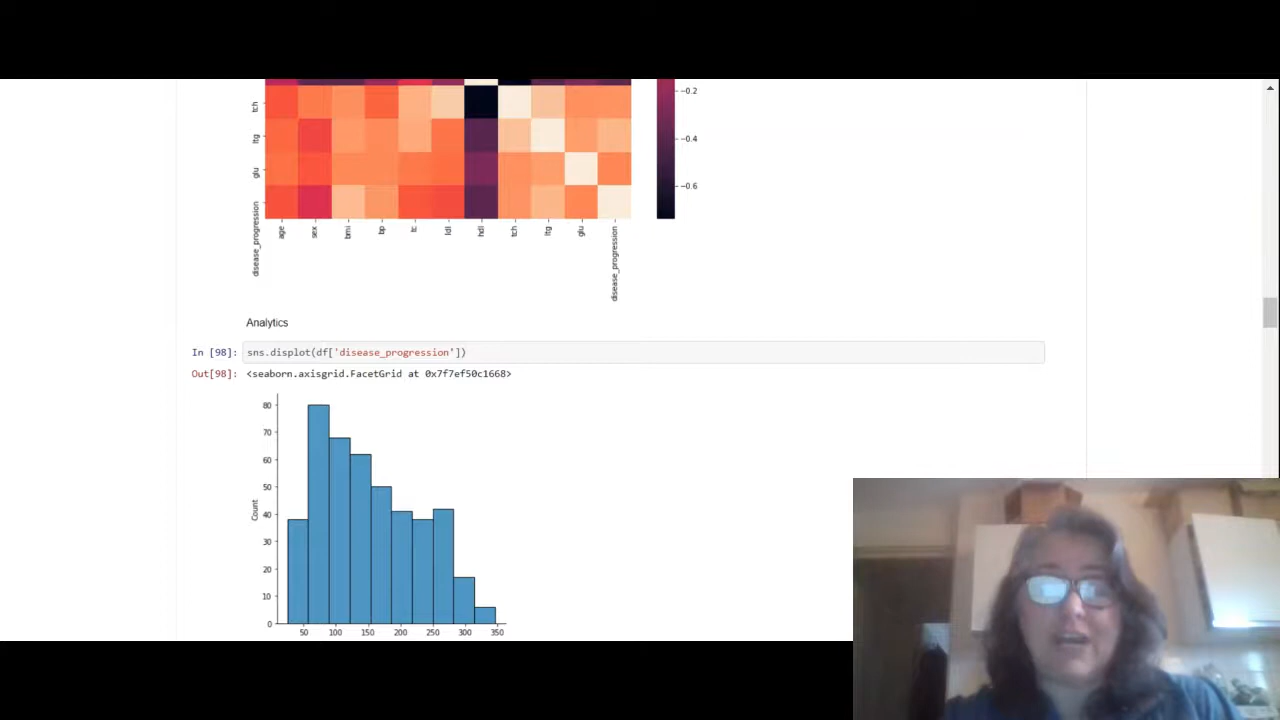 -0.2
-0.4
-0.6
tch
ltg
glu
disease_progression
age
sex
bmi
bp
tc
ldl
hdl
tch
ltg
glu
disease_progression
Analytics
In [98]: sns.displot(df['disease_progression'])
Out[98]: <seaborn.axisgrid.FacetGrid at 0x7f7ef50c1668>
80
70
60
50
40
30
20
10
0
Count
50 100 150 200 250 300 350